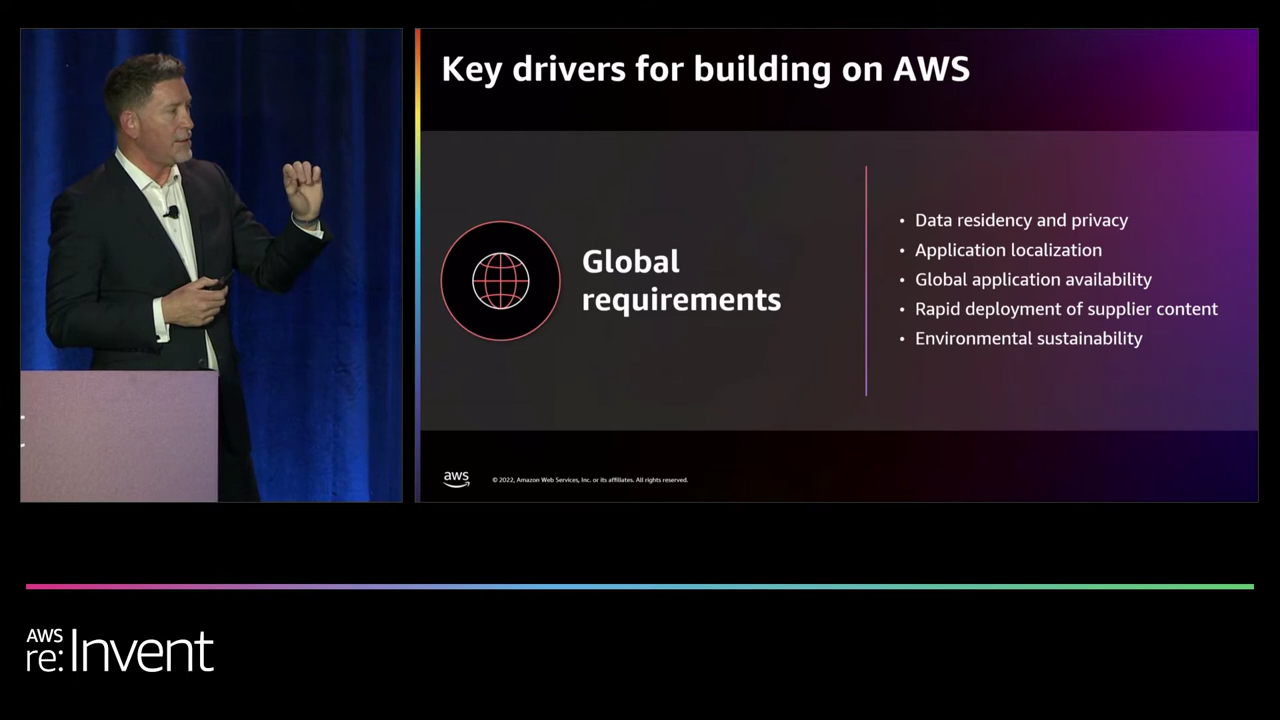 Key drivers for building on AWS
Global
requirements
• Data residency and privacy
• Application localization
• Global application availability
• Rapid deployment of supplier content
• Environmental sustainability
aws
© 2022, Amazon Web Services, Inc. or its affiliates. All rights reserved.
AWS
re:Invent